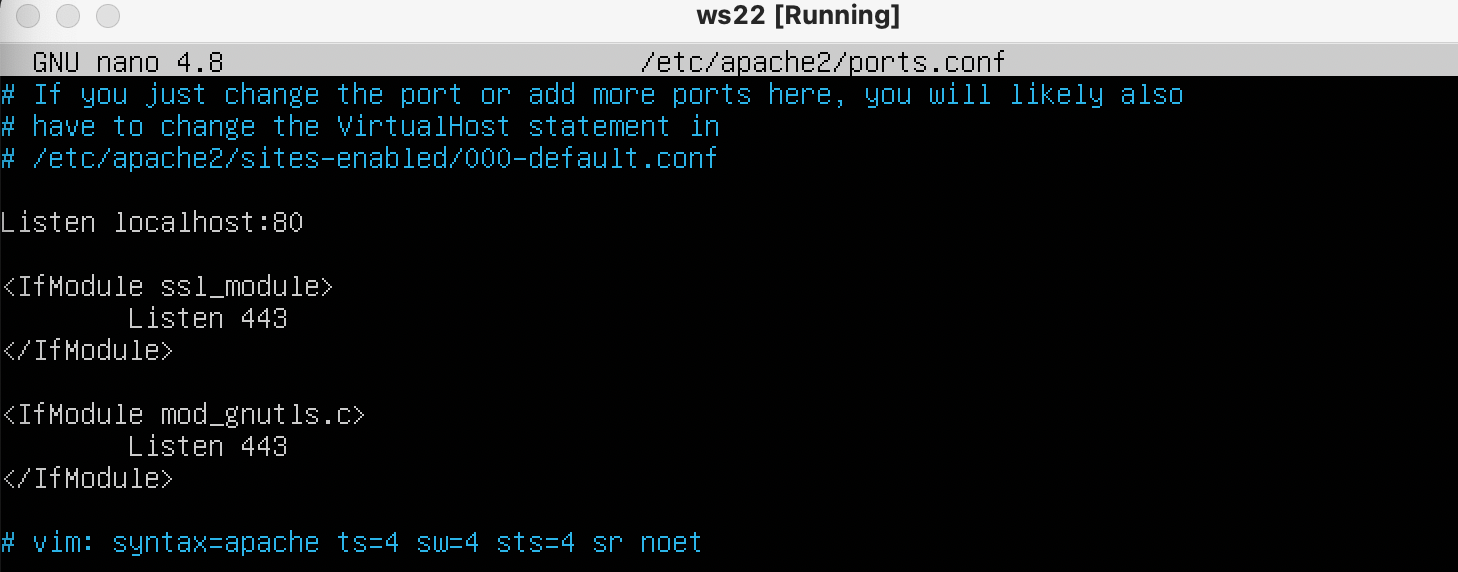 ws22 [Running]
GNU nano 4.8 /etc/apache2/ports.conf
# If you just change the port or add more ports here, you will likely also
# have to change the VirtualHost statement in
# /etc/apache2/sites-enabled/000-default.conf
Listen localhost:80
<IfModule ssl_module>
Listen 443
</IfModule>
<IfModule mod_gnutls.c>
Listen 443
</IfModule>
# vim: syntax=apache ts=4 sw=4 sts=4 sr noet